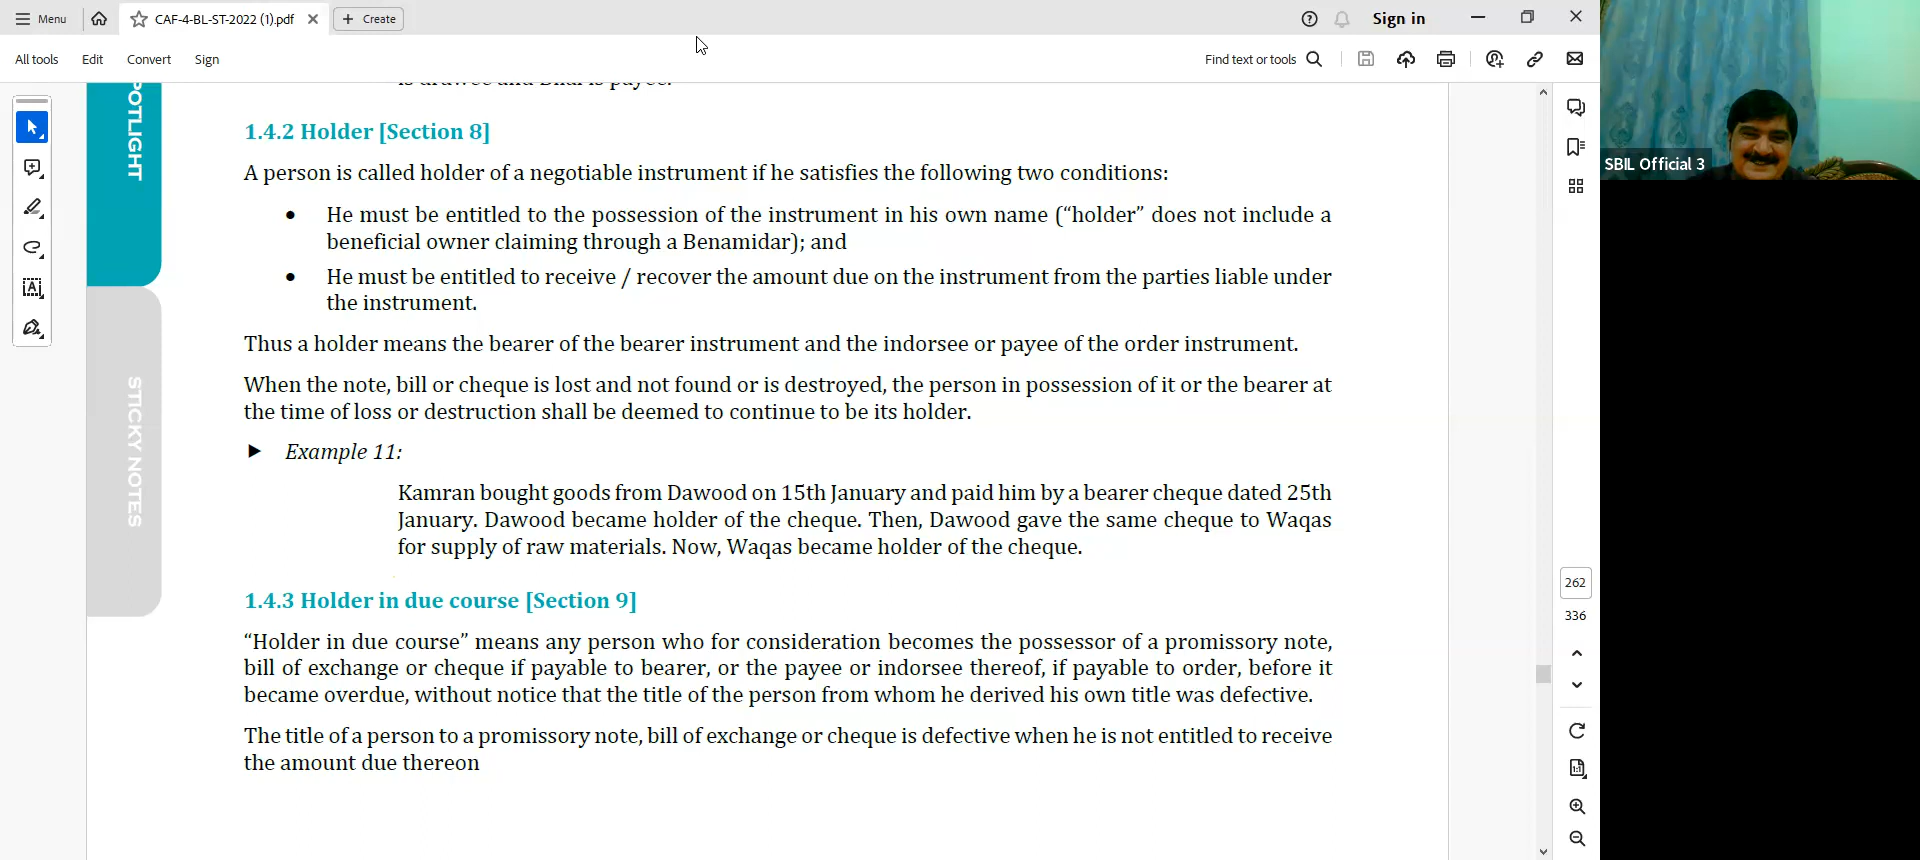 Menu
CAF-4-BL-ST-2022 (1).pdf
Create
Sign in
All tools
Edit
Convert
Sign
Find text or tools
OTLIGHT
STICKY NOTES
1.4.2 Holder [Section 8]
A person is called holder of a negotiable instrument if he satisfies the following two conditions:
• He must be entitled to the possession of the instrument in his own name (“holder” does not include a
beneficial owner claiming through a Benamidar); and
• He must be entitled to receive / recover the amount due on the instrument from the parties liable under
the instrument.
Thus a holder means the bearer of the bearer instrument and the indorsee or payee of the order instrument.
When the note, bill or cheque is lost and not found or is destroyed, the person in possession of it or the bearer at
the time of loss or destruction shall be deemed to continue to be its holder.
Example 11:
Kamran bought goods from Dawood on 15th January and paid him by a bearer cheque dated 25th
January. Dawood became holder of the cheque. Then, Dawood gave the same cheque to Waqas
for supply of raw materials. Now, Waqas became holder of the cheque.
1.4.3 Holder in due course [Section 9]
“Holder in due course” means any person who for consideration becomes the possessor of a promissory note,
bill of exchange or cheque if payable to bearer, or the payee or indorsee thereof, if payable to order, before it
became overdue, without notice that the title of the person from whom he derived his own title was defective.
The title of a person to a promissory note, bill of exchange or cheque is defective when he is not entitled to receive
the amount due thereon
262
336
SBIL Official 3